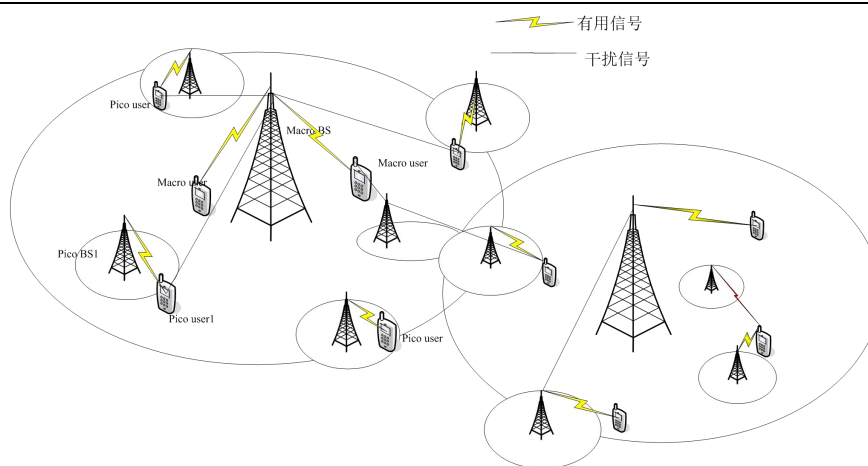 有用信号
干扰信号
Pico user
Macro BS
Macro user
Macro user
Pico BS1
Pico user1
Pico user